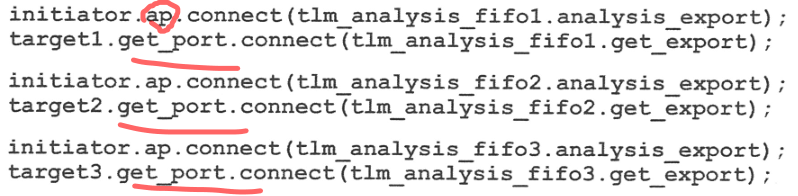 initiator.ap.connect(tlm_analysis_fifo1.analysis_export);
target1.get_port.connect(tlm_analysis_fifo1.get_export);
initiator.ap.connect(tlm_analysis_fifo2.analysis_export);
target2.get_port.connect(tlm_analysis_fifo2.get_export);
initiator.ap.connect(tlm_analysis_fifo3.analysis_export);
target3.get_port.connect(tlm_analysis_fifo3.get_export);